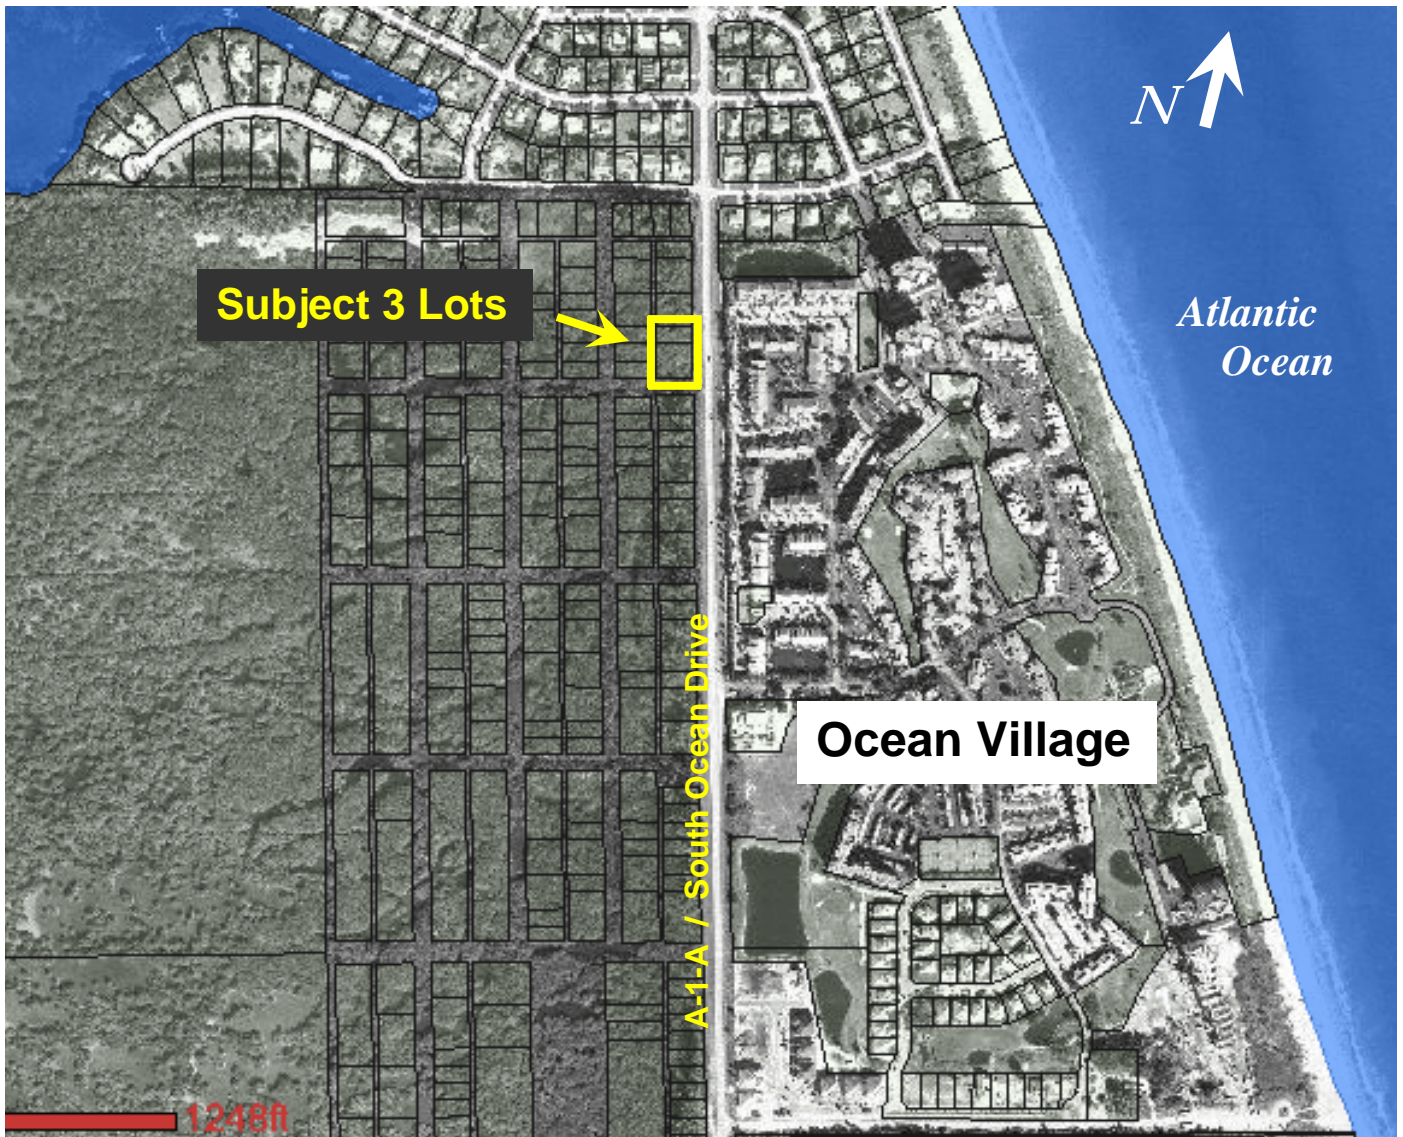 N
Subject 3 Lots
Atlantic
Ocean
A-1-A / South Ocean Drive
Ocean Village
1248ft